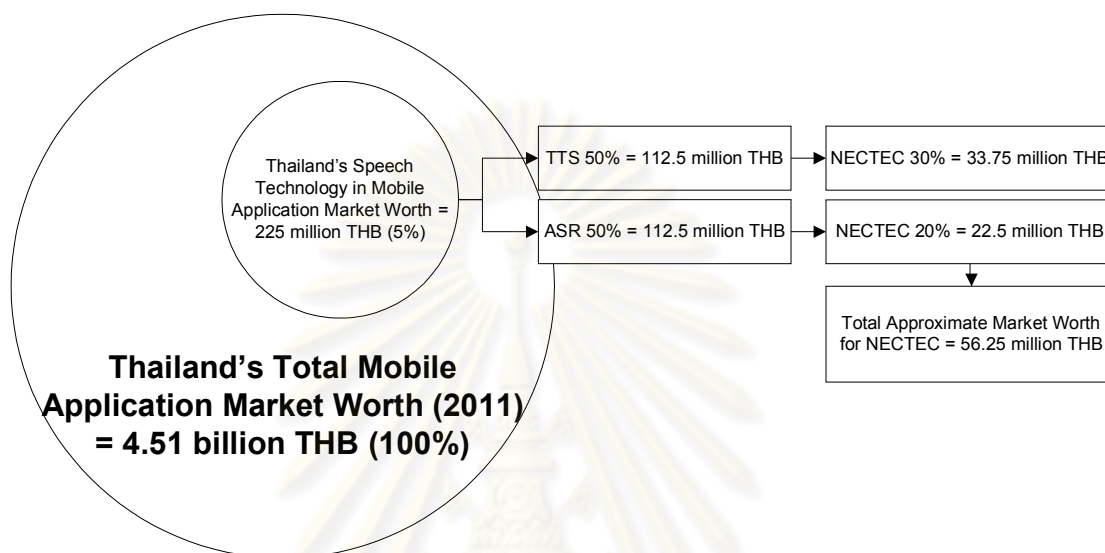 Thailand's Speech
Technology in Mobile
Application Market Worth =
225 million THB (5%)
TTS 50% = 112.5 million THB
NECTEC 30% = 33.75 million THB
ASR 50% = 112.5 million THB
NECTEC 20% = 22.5 million THB
Total Approximate Market Worth
for NECTEC = 56.25 million THB
Thailand's Total Mobile
Application Market Worth (2011)
= 4.51 billion THB (100%)